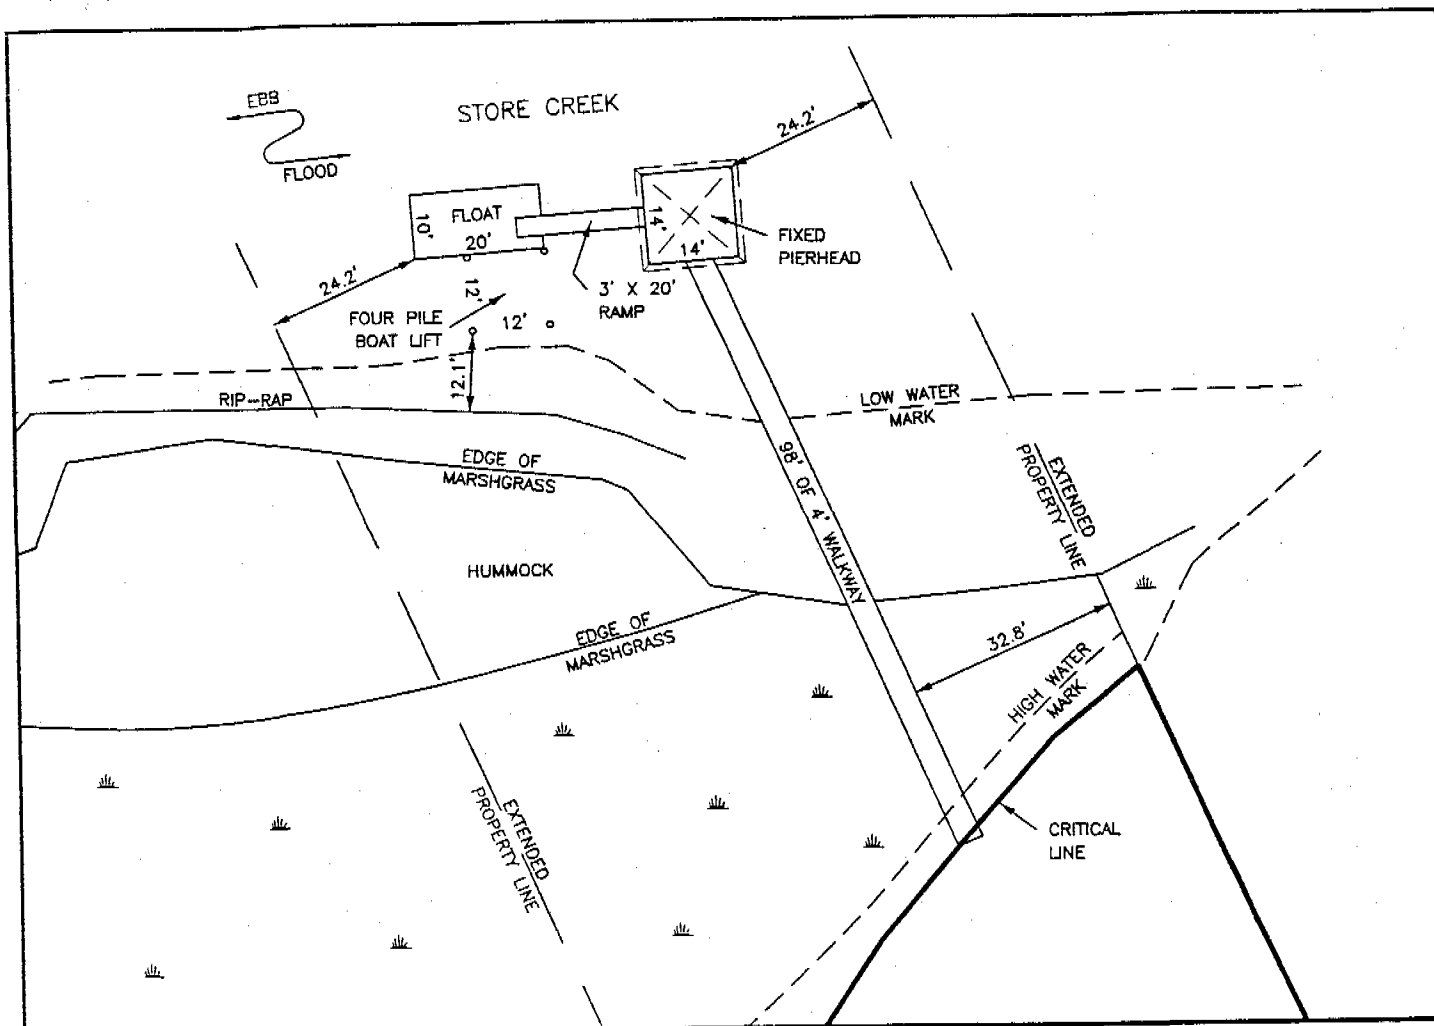 EBB
FLOOD
STORE CREEK
24.2'
FLOAT
10'
20'
14'
14'
FIXED
PIERHEAD
24.2'
3' X 20'
RAMP
12'
12'
FOUR PILE
BOAT LIFT
12.1'
RIP-RAP
LOW WATER
MARK
EDGE OF
MARSHGRASS
98' OF 4' WALKWAY
EXTENDED
PROPERTY LINE
HUMMOCK
EDGE OF
MARSHGRASS
32.8'
HIGH WATER
MARK
EXTENDED
PROPERTY LINE
CRITICAL
LINE